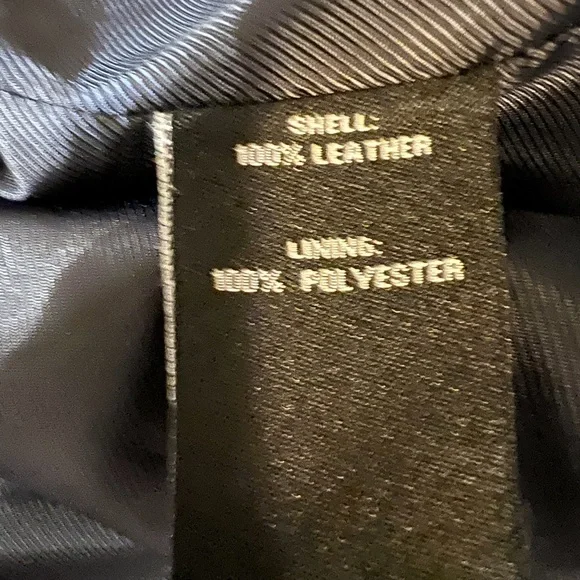 SHELL:
100% LEATHER
LINING:
100% POLYESTER